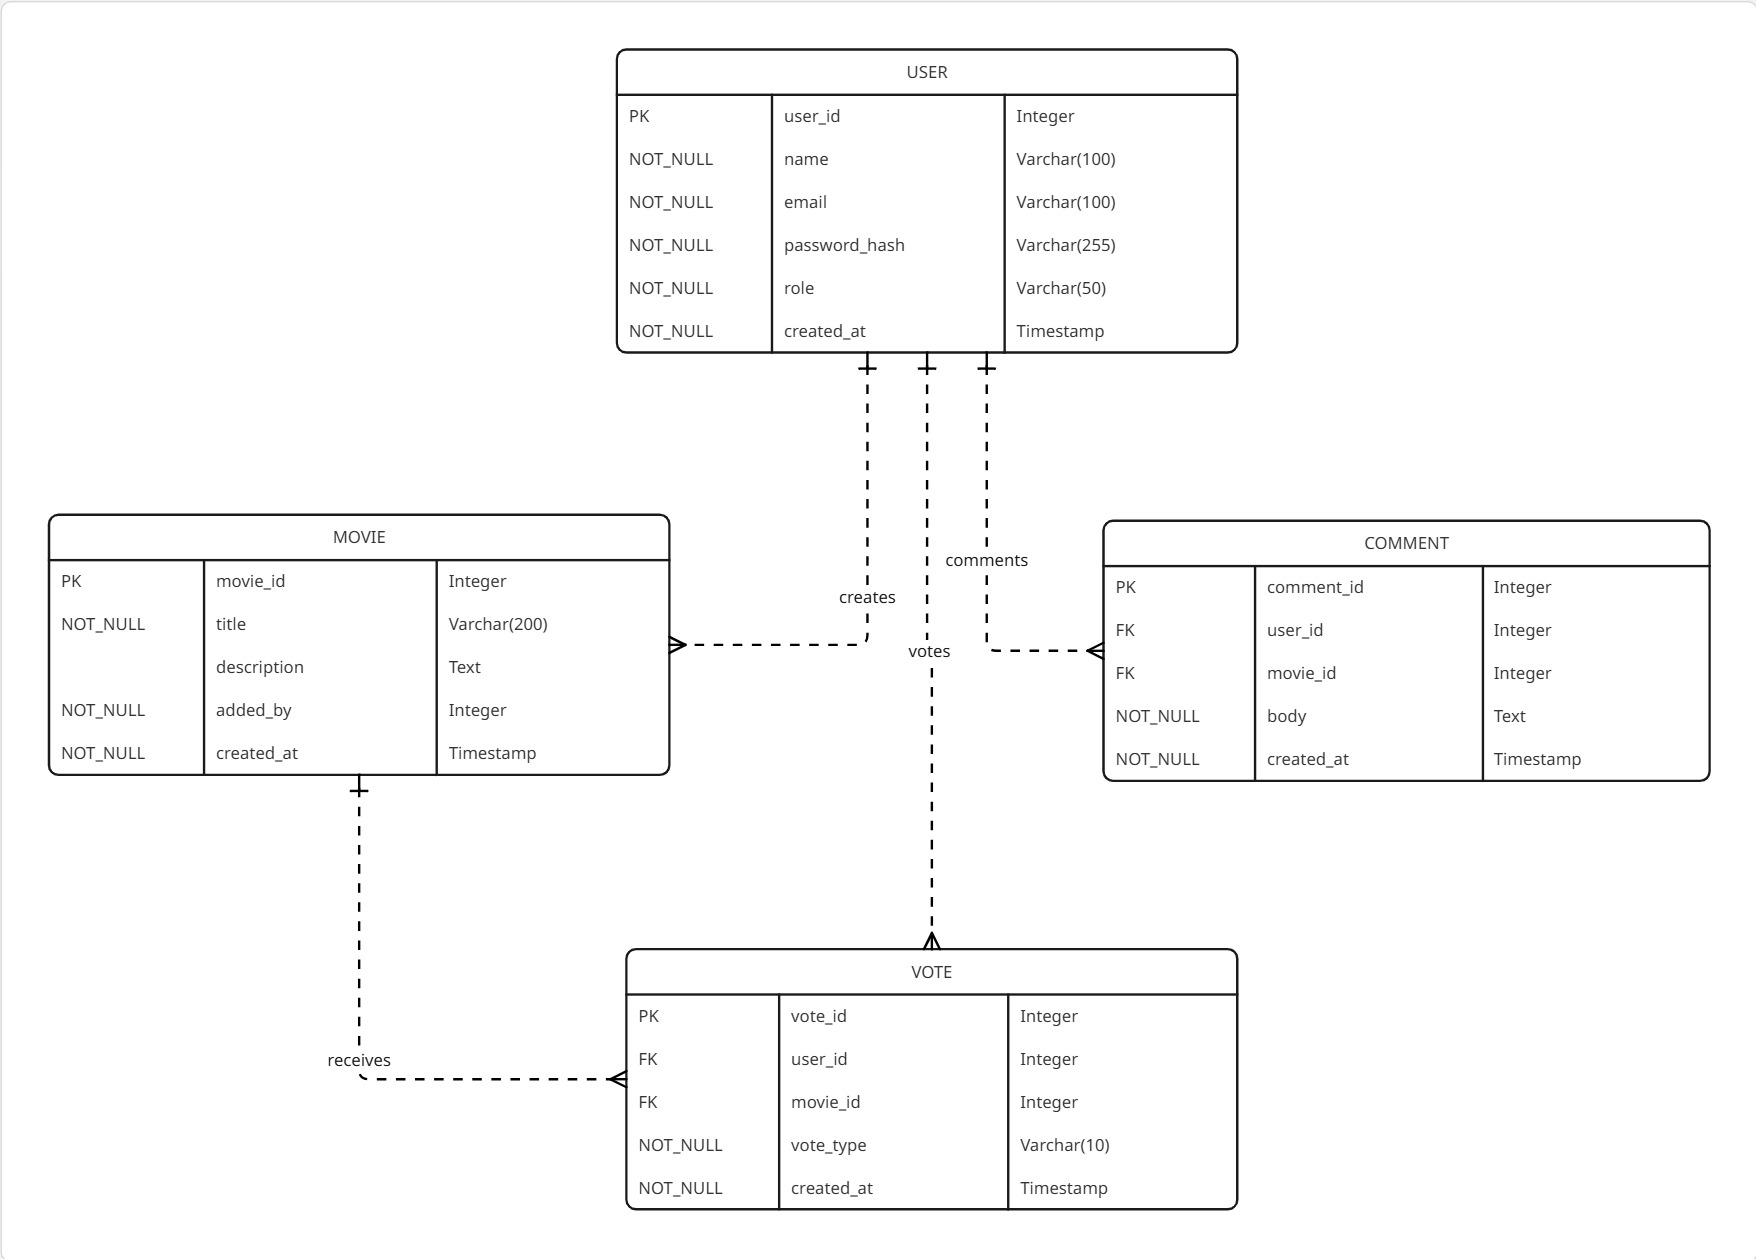 USER
PK user_id Integer
NOT_NULL name Varchar(100)
NOT_NULL email Varchar(100)
NOT_NULL password_hash Varchar(255)
NOT_NULL role Varchar(50)
NOT_NULL created_at Timestamp
creates
votes
comments
MOVIE
PK movie_id Integer
NOT_NULL title Varchar(200)
description Text
NOT_NULL added_by Integer
NOT_NULL created_at Timestamp
COMMENT
PK comment_id Integer
FK user_id Integer
FK movie_id Integer
NOT_NULL body Text
NOT_NULL created_at Timestamp
receives
VOTE
PK vote_id Integer
FK user_id Integer
FK movie_id Integer
NOT_NULL vote_type Varchar(10)
NOT_NULL created_at Timestamp